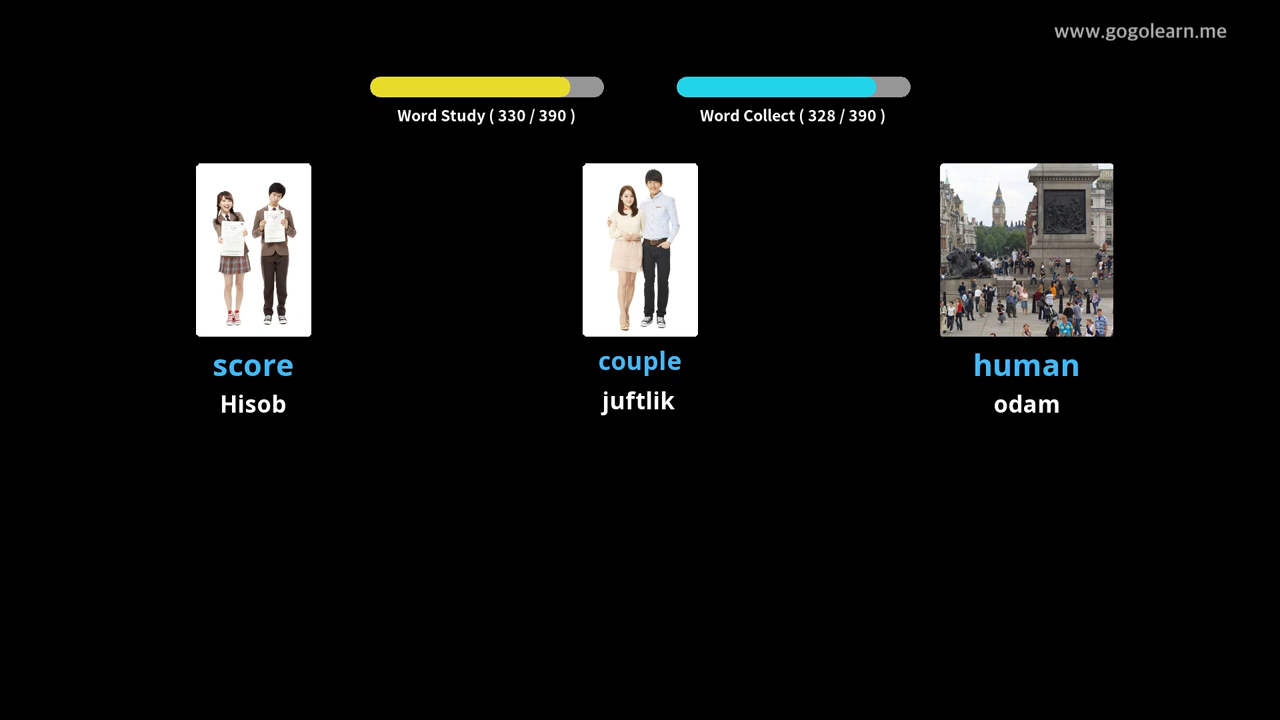 www.gogolearn.me
Word Study ( 330 / 390 )
Word Collect ( 328 / 390 )
score
Hisob
couple
juftlik
human
odam